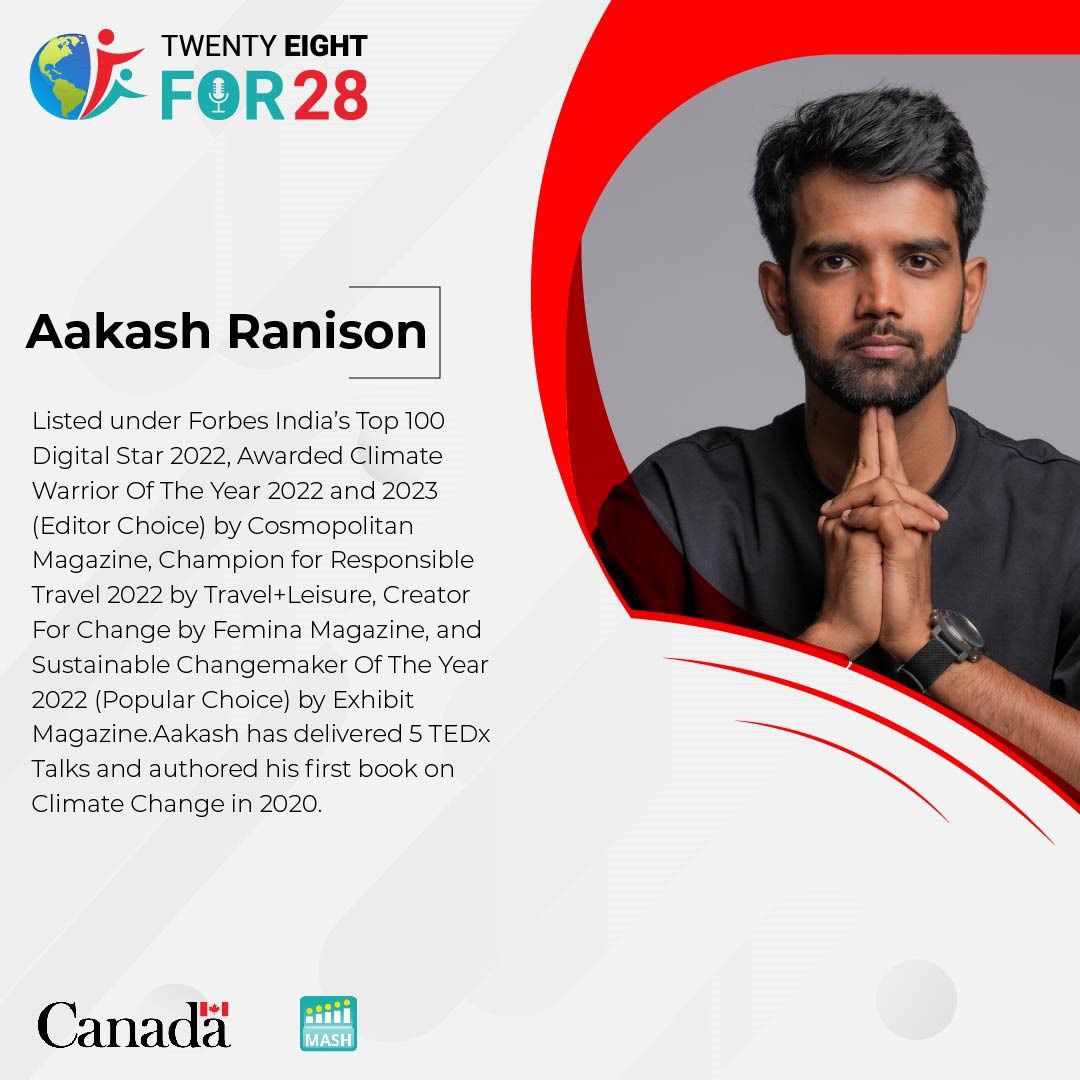 TWENTY EIGHT
FOR 28
Aakash Ranison
Listed under Forbes India’s Top 100
Digital Star 2022, Awarded Climate
Warrior Of The Year 2022 and 2023
(Editor Choice) by Cosmopolitan
Magazine, Champion for Responsible
Travel 2022 by Travel+Leisure, Creator
For Change by Femina Magazine, and
Sustainable Changemaker Of The Year
2022 (Popular Choice) by Exhibit
Magazine.Aakash has delivered 5 TEDx
Talks and authored his first book on
Climate Change in 2020.
Canada
MASH